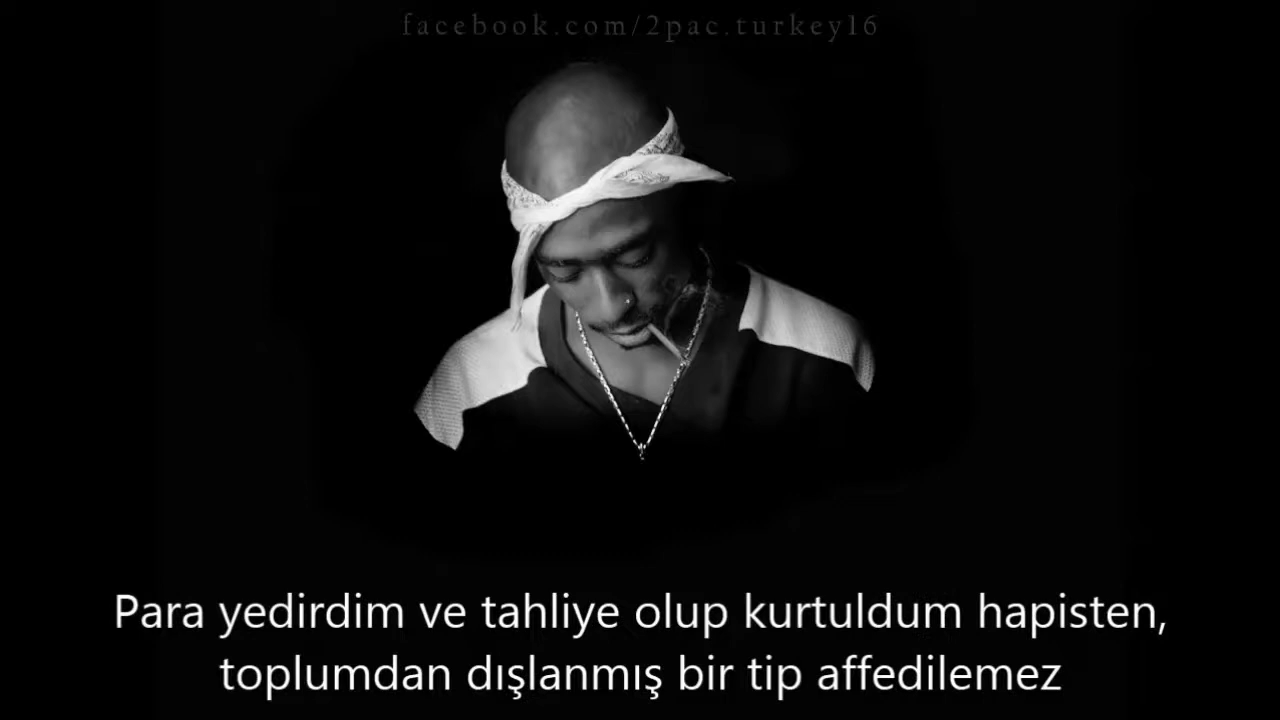 facebook.com/2pac.turkey16
Para yedirdim ve tahliye olup kurtuldum hapisten,
toplumdan dışlanmış bir tip affedilemez